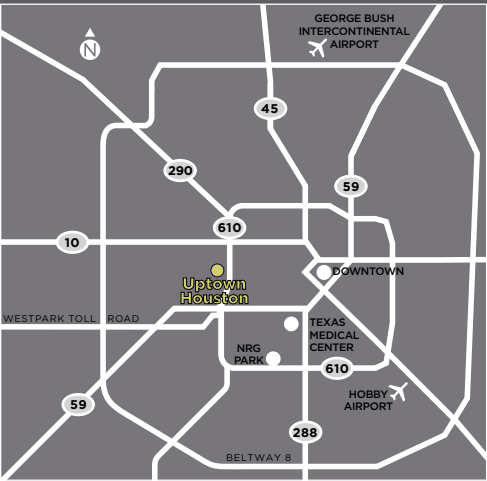 GEORGE BUSH
INTERCONTINENTAL
AIRPORT
N
45
290
59
610
10
DOWNTOWN
Uptown
Houston
WESTPARK TOLL ROAD
TEXAS
MEDICAL
CENTER
NRG
PARK
610
HOBBY
AIRPORT
59
288
BELTWAY 8